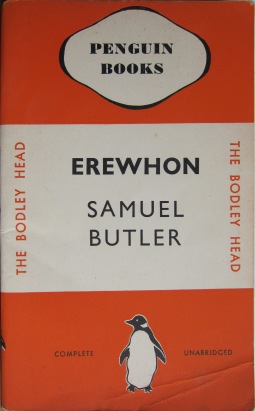 PENGUIN
BOOKS
THE BODLEY HEAD
EREWHON
SAMUEL
BUTLER
THE BODLEY HEAD
COMPLETE
UNABRIDGED